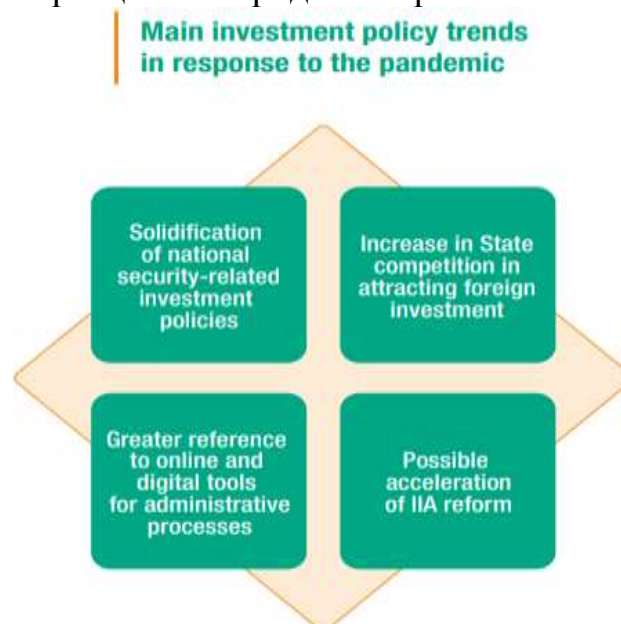 Main investment policy trends
in response to the pandemic
Solidification
of national
security-related
investment
policies
Increase in State
competition in
attracting foreign
investment
Greater reference
to online and
digital tools
for administrative
processes
Possible
acceleration
of IIA reform